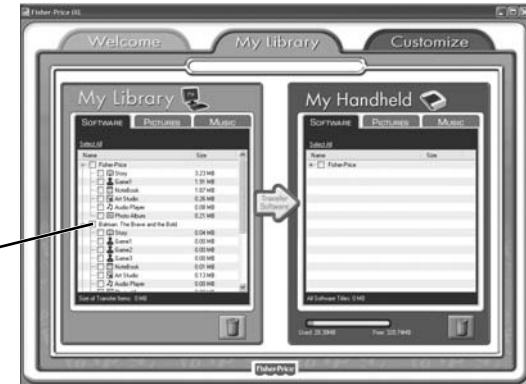 Fisher-Price iXL
Welcome
My Library
Customize
My Library
SOFTWARE
PICTURES
MUSIC
Select All
Name
Size
Fisher-Price
Story 3.23 MB
Game1 1.91 MB
NoteBook 1.87 MB
Art Studio 0.26 MB
Audio Player 0.08 MB
Photo Album 0.21 MB
Batman: The Brave and the Bold
Story 0.04 MB
Game1 0.00 MB
Game2 0.00 MB
Game3 0.00 MB
NoteBook 0.01 MB
Art Studio 0.13 MB
Audio Player 0.00 MB
Size of Transfer Items: 0 MB
Transfer
Software
My Handheld
SOFTWARE
PICTURES
MUSIC
Select All
Name
Size
Fisher-Price
All Software Titles: 0 MB
Fisher-Price